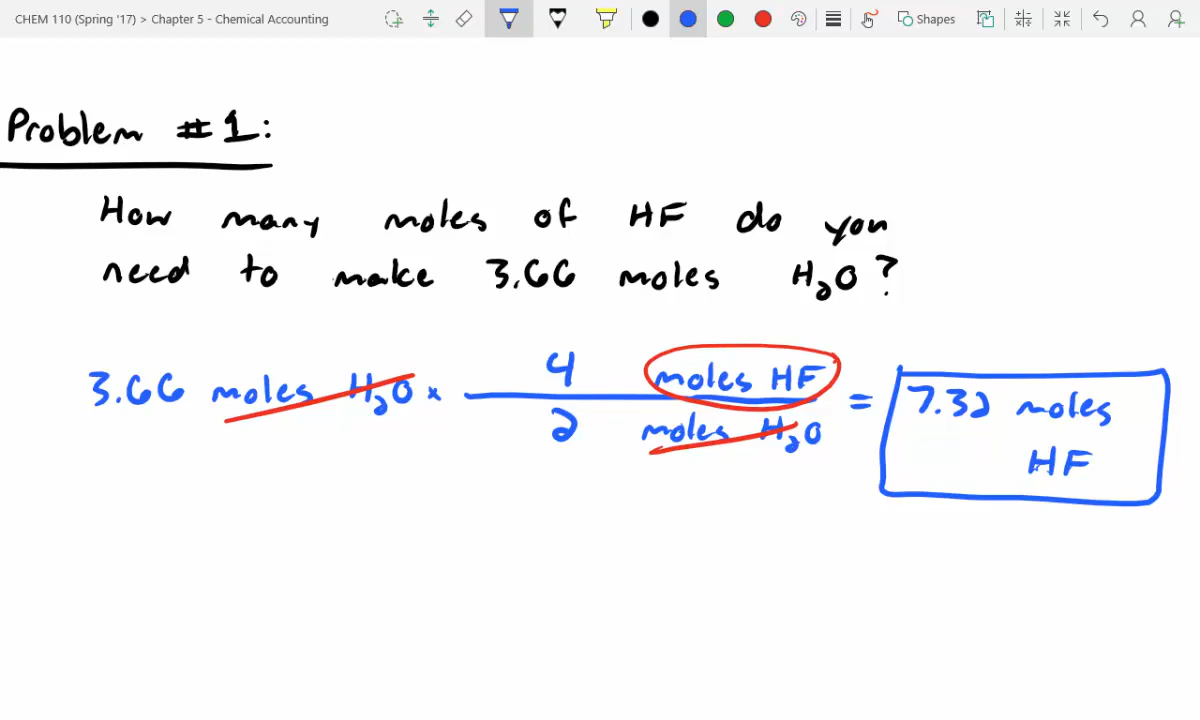 CHEM 110 (Spring '17) > Chapter 5 - Chemical Accounting
Shapes
Problem #1:
How many moles of HF do you
need to make 3.66 moles H₂O?
3.66 moles H₂O × 4 moles HF / 2 moles H₂O = 7.32 moles
HF